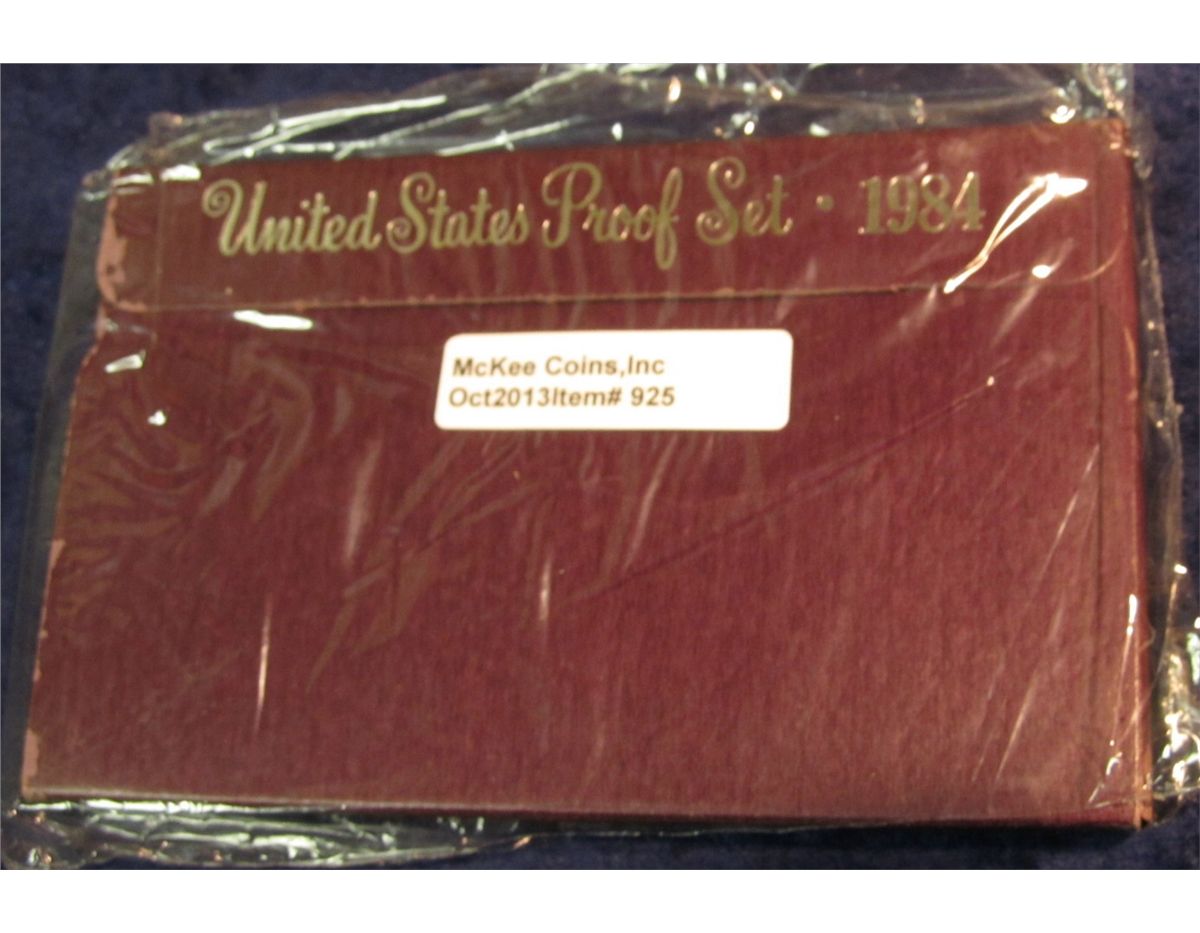 United States Proof Set · 1984
McKee Coins,Inc
Oct2013Item# 925